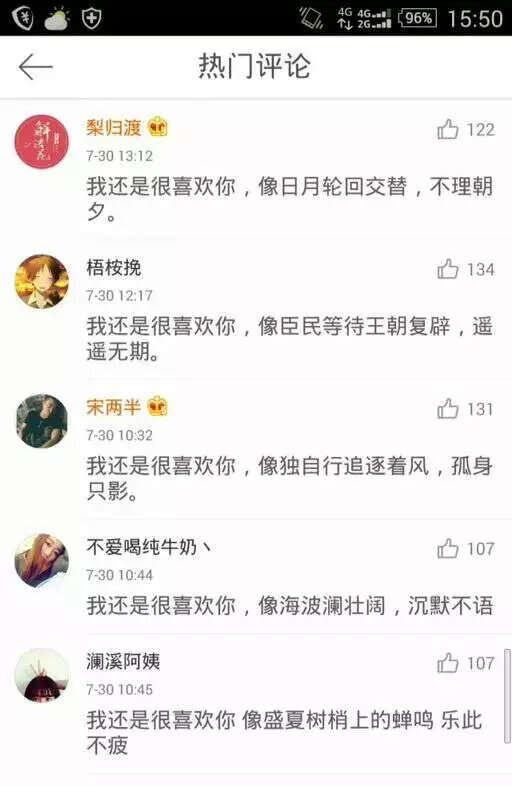 4G 4G 2G 96% 15:50
热门评论
梨归渡 122
7-30 13:12
我还是很喜欢你，像日月轮回交替，不理朝
夕。
梧桉挽 134
7-30 12:17
我还是很喜欢你，像臣民等待王朝复辟，遥
遥无期。
宋两半 131
7-30 10:32
我还是很喜欢你，像独自行追逐着风，孤身
只影。
不爱喝纯牛奶丶 107
7-30 10:44
我还是很喜欢你，像海波澜壮阔，沉默不语
澜溪阿姨 107
7-30 10:45
我还是很喜欢你 像盛夏树梢上的蝉鸣 乐此
不疲